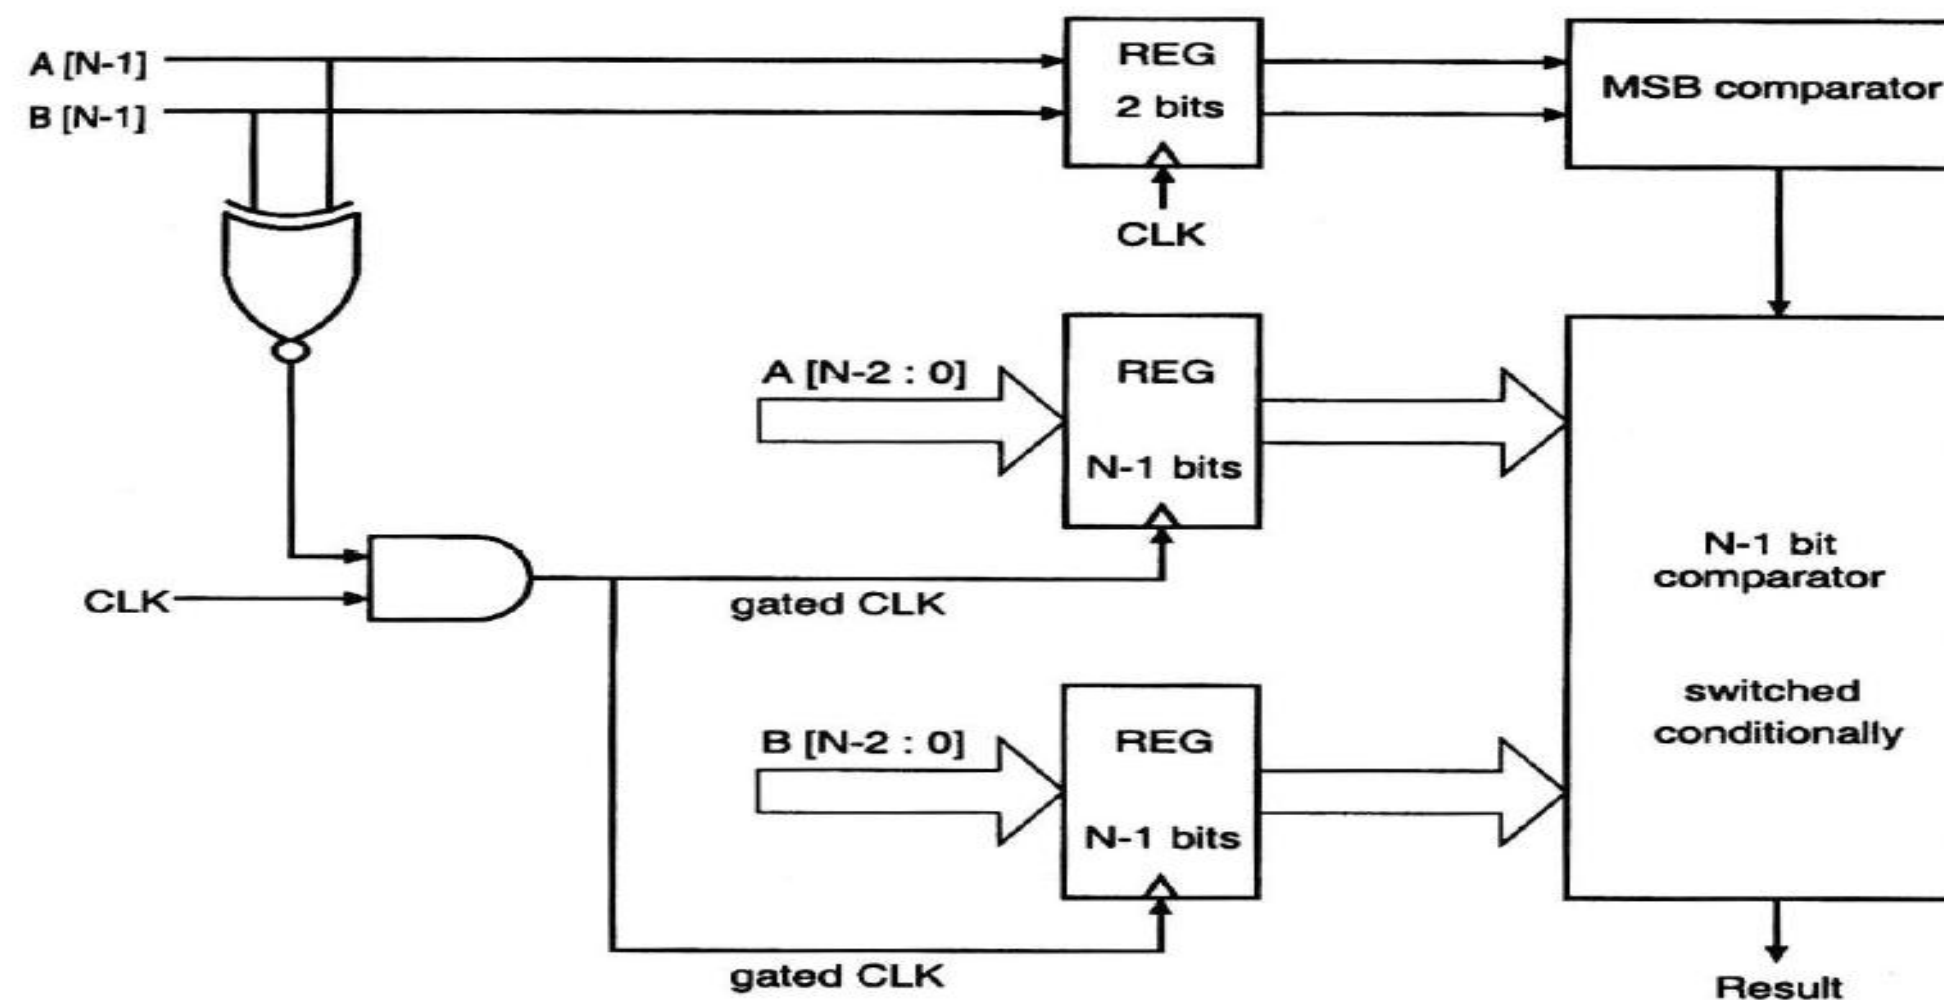 A [N-1]
B [N-1]
REG
2 bits
CLK
MSB comparator
A [N-2 : 0]
REG
N-1 bits
CLK
gated CLK
N-1 bit
comparator
switched
conditionally
B [N-2 : 0]
REG
N-1 bits
gated CLK
Result